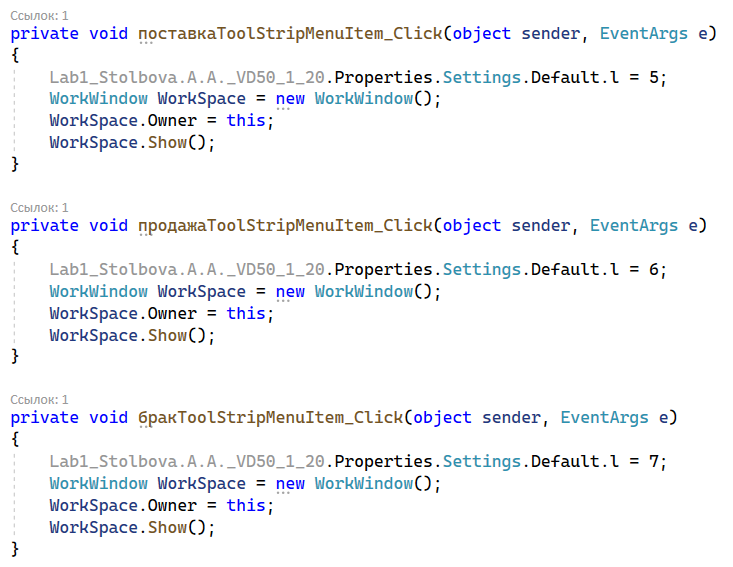 Ссылок: 1
private void поставкаToolStripMenuItem_Click(object sender, EventArgs e)
{
Lab1_Stolbova.A.A._VD50_1_20.Properties.Settings.Default.l = 5;
WorkWindow WorkSpace = new WorkWindow();
WorkSpace.Owner = this;
WorkSpace.Show();
}
Ссылок: 1
private void продажаToolStripMenuItem_Click(object sender, EventArgs e)
{
Lab1_Stolbova.A.A._VD50_1_20.Properties.Settings.Default.l = 6;
WorkWindow WorkSpace = new WorkWindow();
WorkSpace.Owner = this;
WorkSpace.Show();
}
Ссылок: 1
private void бракToolStripMenuItem_Click(object sender, EventArgs e)
{
Lab1_Stolbova.A.A._VD50_1_20.Properties.Settings.Default.l = 7;
WorkWindow WorkSpace = new WorkWindow();
WorkSpace.Owner = this;
WorkSpace.Show();
}